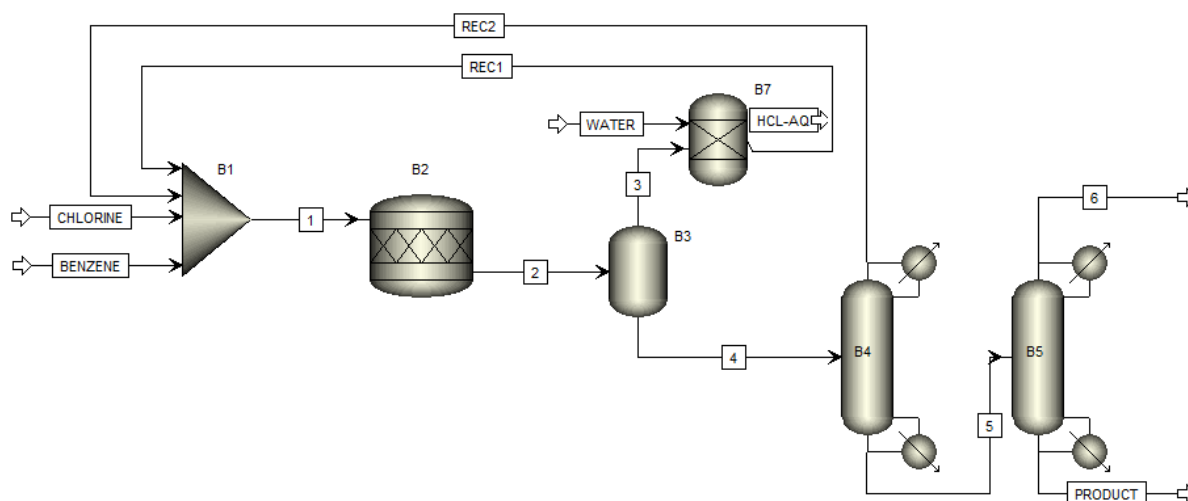 REC2
REC1
B7
WATER
HCL-AQ
B1
B2
3
CHLORINE
1
B3
BENZENE
2
6
4
B4
B5
5
PRODUCT